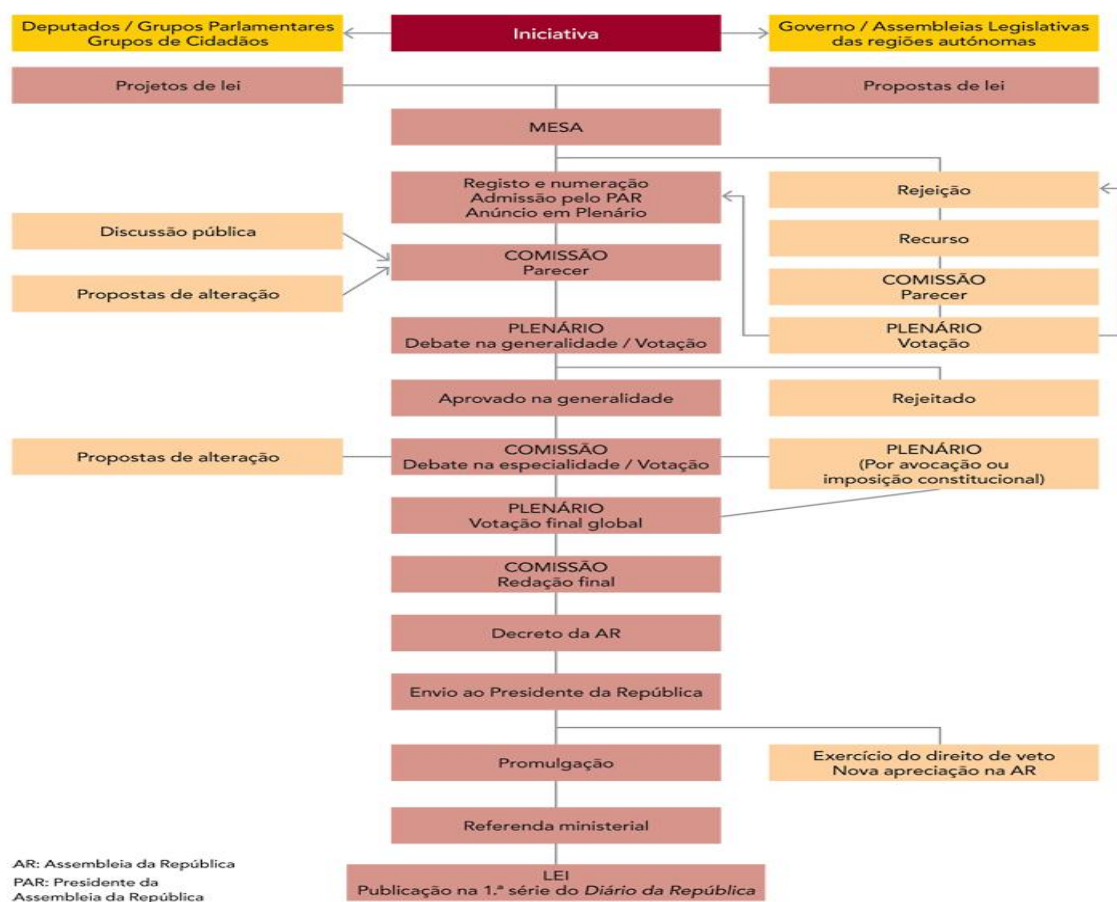 Deputados / Grupos Parlamentares
Grupos de Cidadãos
Iniciativa
Governo / Assembleias Legislativas
das regiões autónomas
Projetos de lei
Propostas de lei
MESA
Registo e numeração
Admissão pelo PAR
Anúncio em Plenário
Rejeição
Discussão pública
Recurso
COMISSÃO
Parecer
Propostas de alteração
COMISSÃO
Parecer
PLENÁRIO
Debate na generalidade / Votação
PLENÁRIO
Votação
Aprovado na generalidade
Rejeitado
Propostas de alteração
COMISSÃO
Debate na especialidade / Votação
PLENÁRIO
(Por avocação ou
imposição constitucional)
PLENÁRIO
Votação final global
COMISSÃO
Redação final
Decreto da AR
Envio ao Presidente da República
Promulgação
Exercício do direito de veto
Nova apreciação na AR
Referenda ministerial
LEI
Publicação na 1.ª série do Diário da República
AR: Assembleia da República
PAR: Presidente da
Assembleia da República